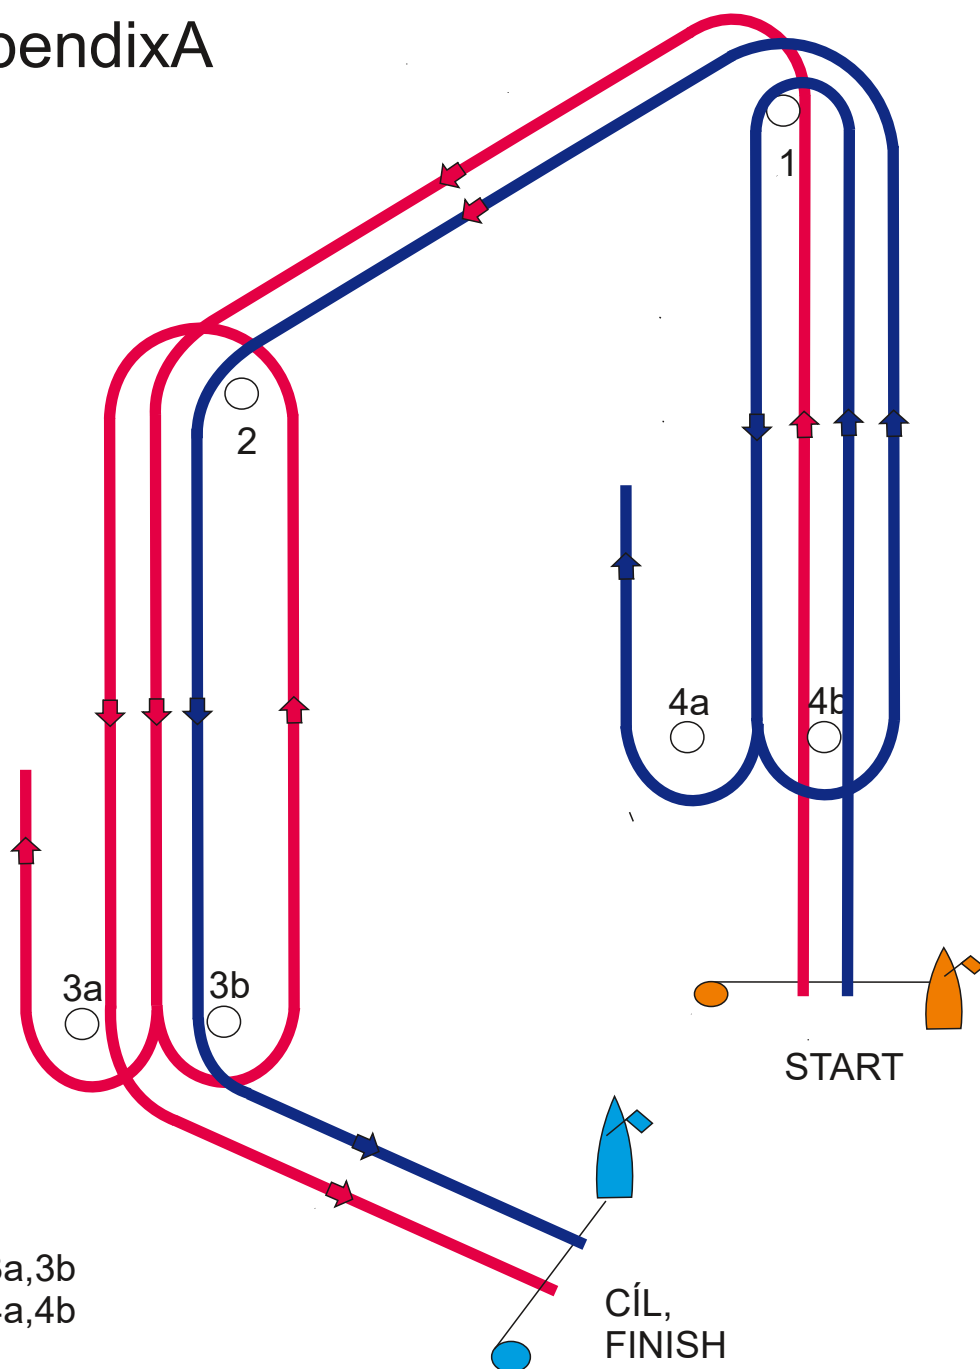 pendixA
1
2
4a
4b
3a
3b
START
a,3b
a,4b
CÍL,
FINISH